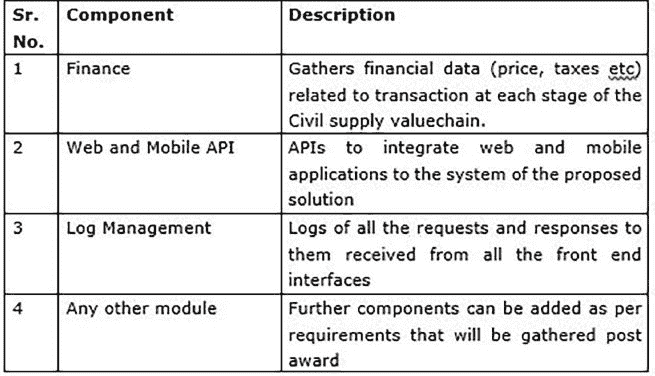 Sr. Component Description
No.
1 Finance Gathers financial data (price, taxes etc)
related to transaction at each stage of the
Civil supply valuechain.
2 Web and Mobile API APIs to integrate web and mobile
applications to the system of the proposed
solution
3 Log Management Logs of all the requests and responses to
them received from all the front end
interfaces
4 Any other module Further components can be added as per
requirements that will be gathered post
award